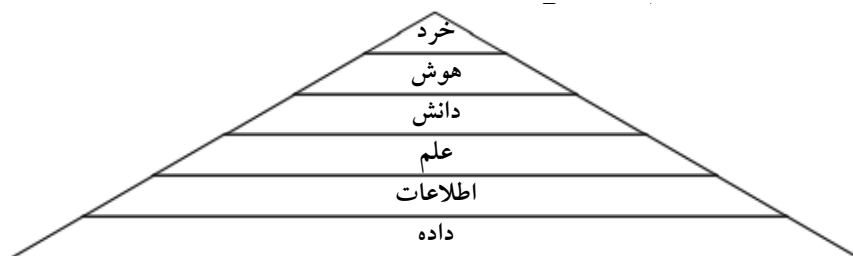 خرد
هوش
دانش
علم
اطلاعات
داده